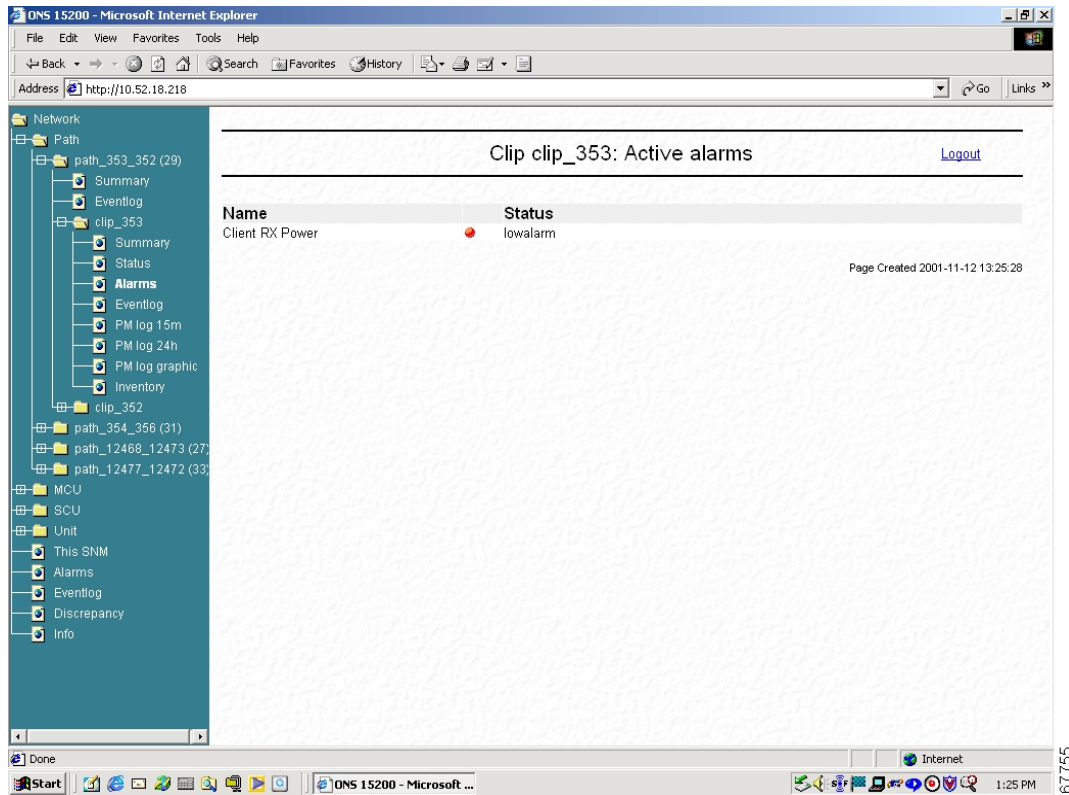 ONS 15200 - Microsoft Internet Explorer
File Edit View Favorites Tools Help
Back Search Favorites History
Address http://10.52.18.218 Go Links »
Network
Path
path_353_352 (29)
Summary
Eventlog
clip_353
Summary
Status
Alarms
Eventlog
PM log 15m
PM log 24h
PM log graphic
Inventory
clip_352
path_354_356 (31)
path_12468_12473 (27)
path_12477_12472 (33)
MCU
SCU
Unit
This SNM
Alarms
Eventlog
Discrepancy
Info
Clip clip_353: Active alarms
Logout
Name Status
Client RX Power lowalarm
Page Created 2001-11-12 13:25:28
Done Internet
Start ONS 15200 - Microsoft ... 1:25 PM
67755